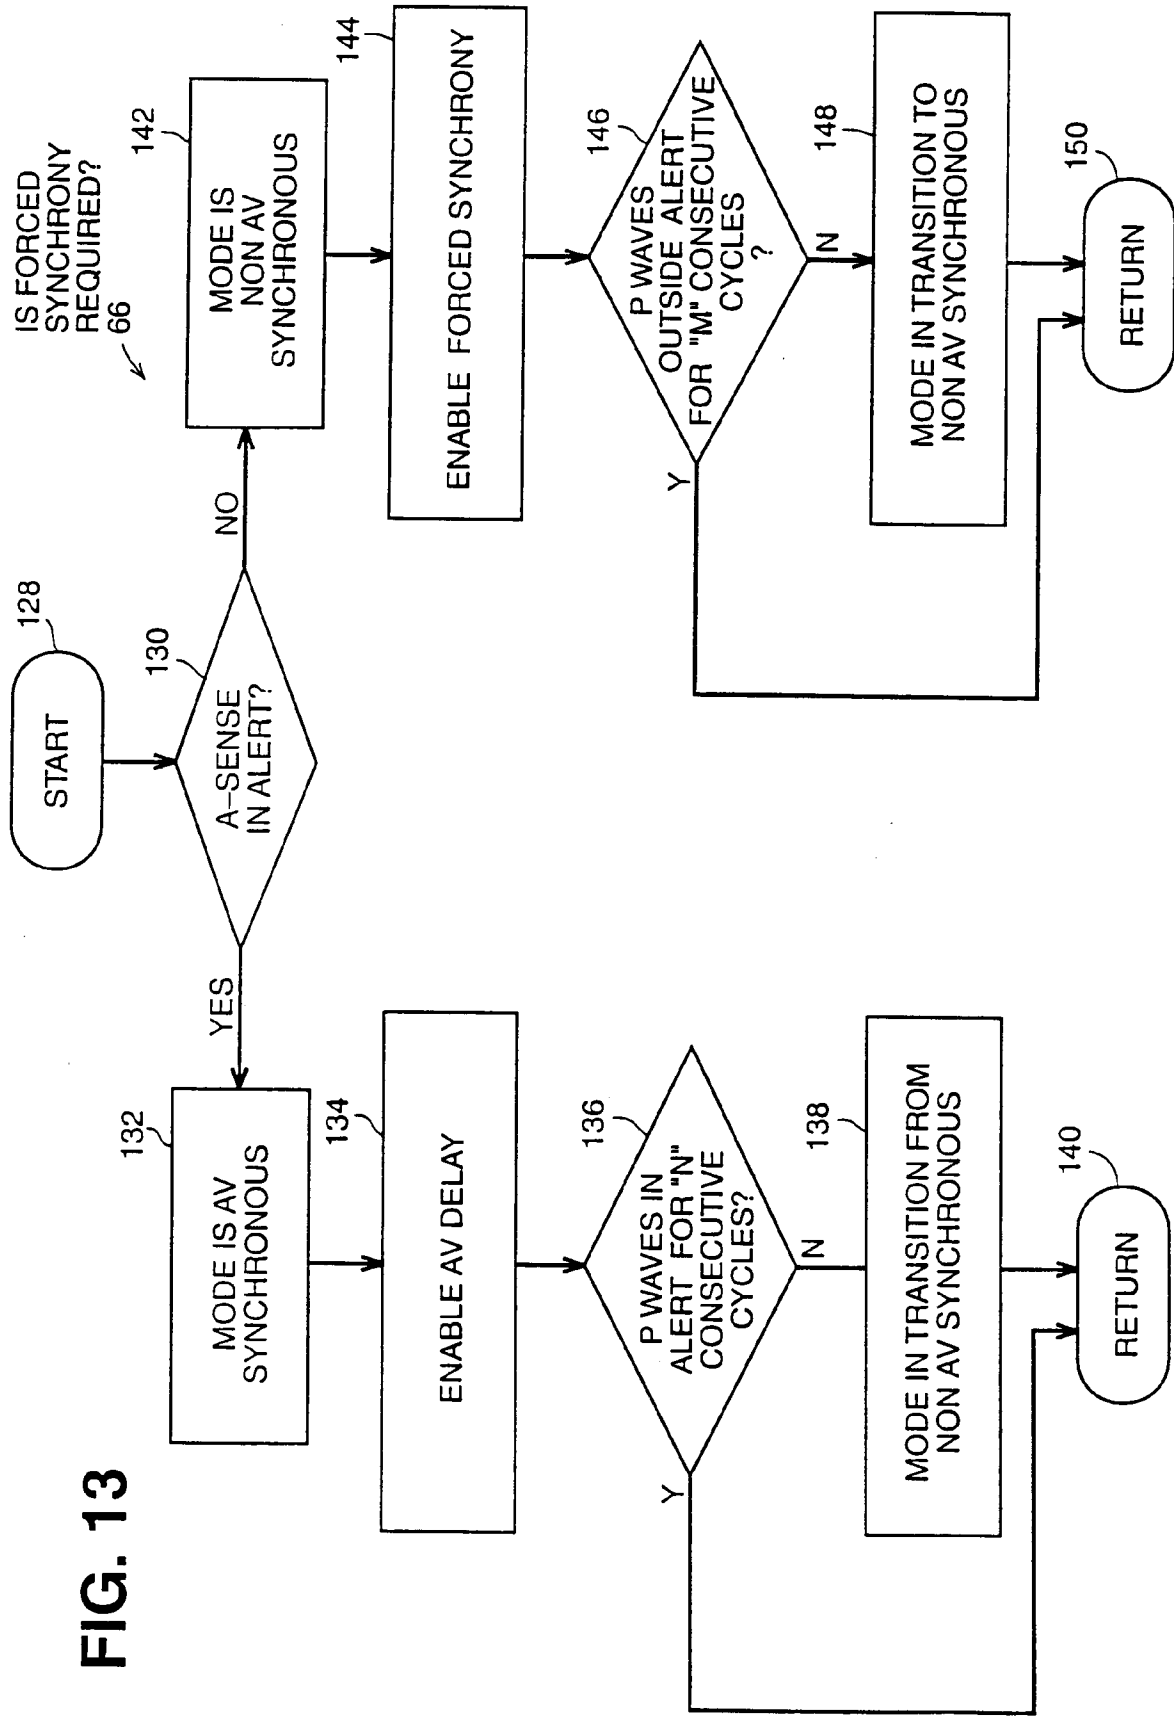 FIG. 13
IS FORCED
SYNCHRONY
REQUIRED?
66
START
128
A-SENSE
IN ALERT?
130
YES
NO
MODE IS AV
SYNCHRONOUS
132
ENABLE AV DELAY
134
P WAVES IN
ALERT FOR "N"
CONSECUTIVE
CYCLES?
136
Y
N
MODE IN TRANSITION FROM
NON AV SYNCHRONOUS
138
RETURN
140
MODE IS
NON AV
SYNCHRONOUS
142
ENABLE FORCED SYNCHRONY
144
P WAVES
OUTSIDE ALERT
FOR "M" CONSECUTIVE
CYCLES
?
146
Y
N
MODE IN TRANSITION TO
NON AV SYNCHRONOUS
148
RETURN
150